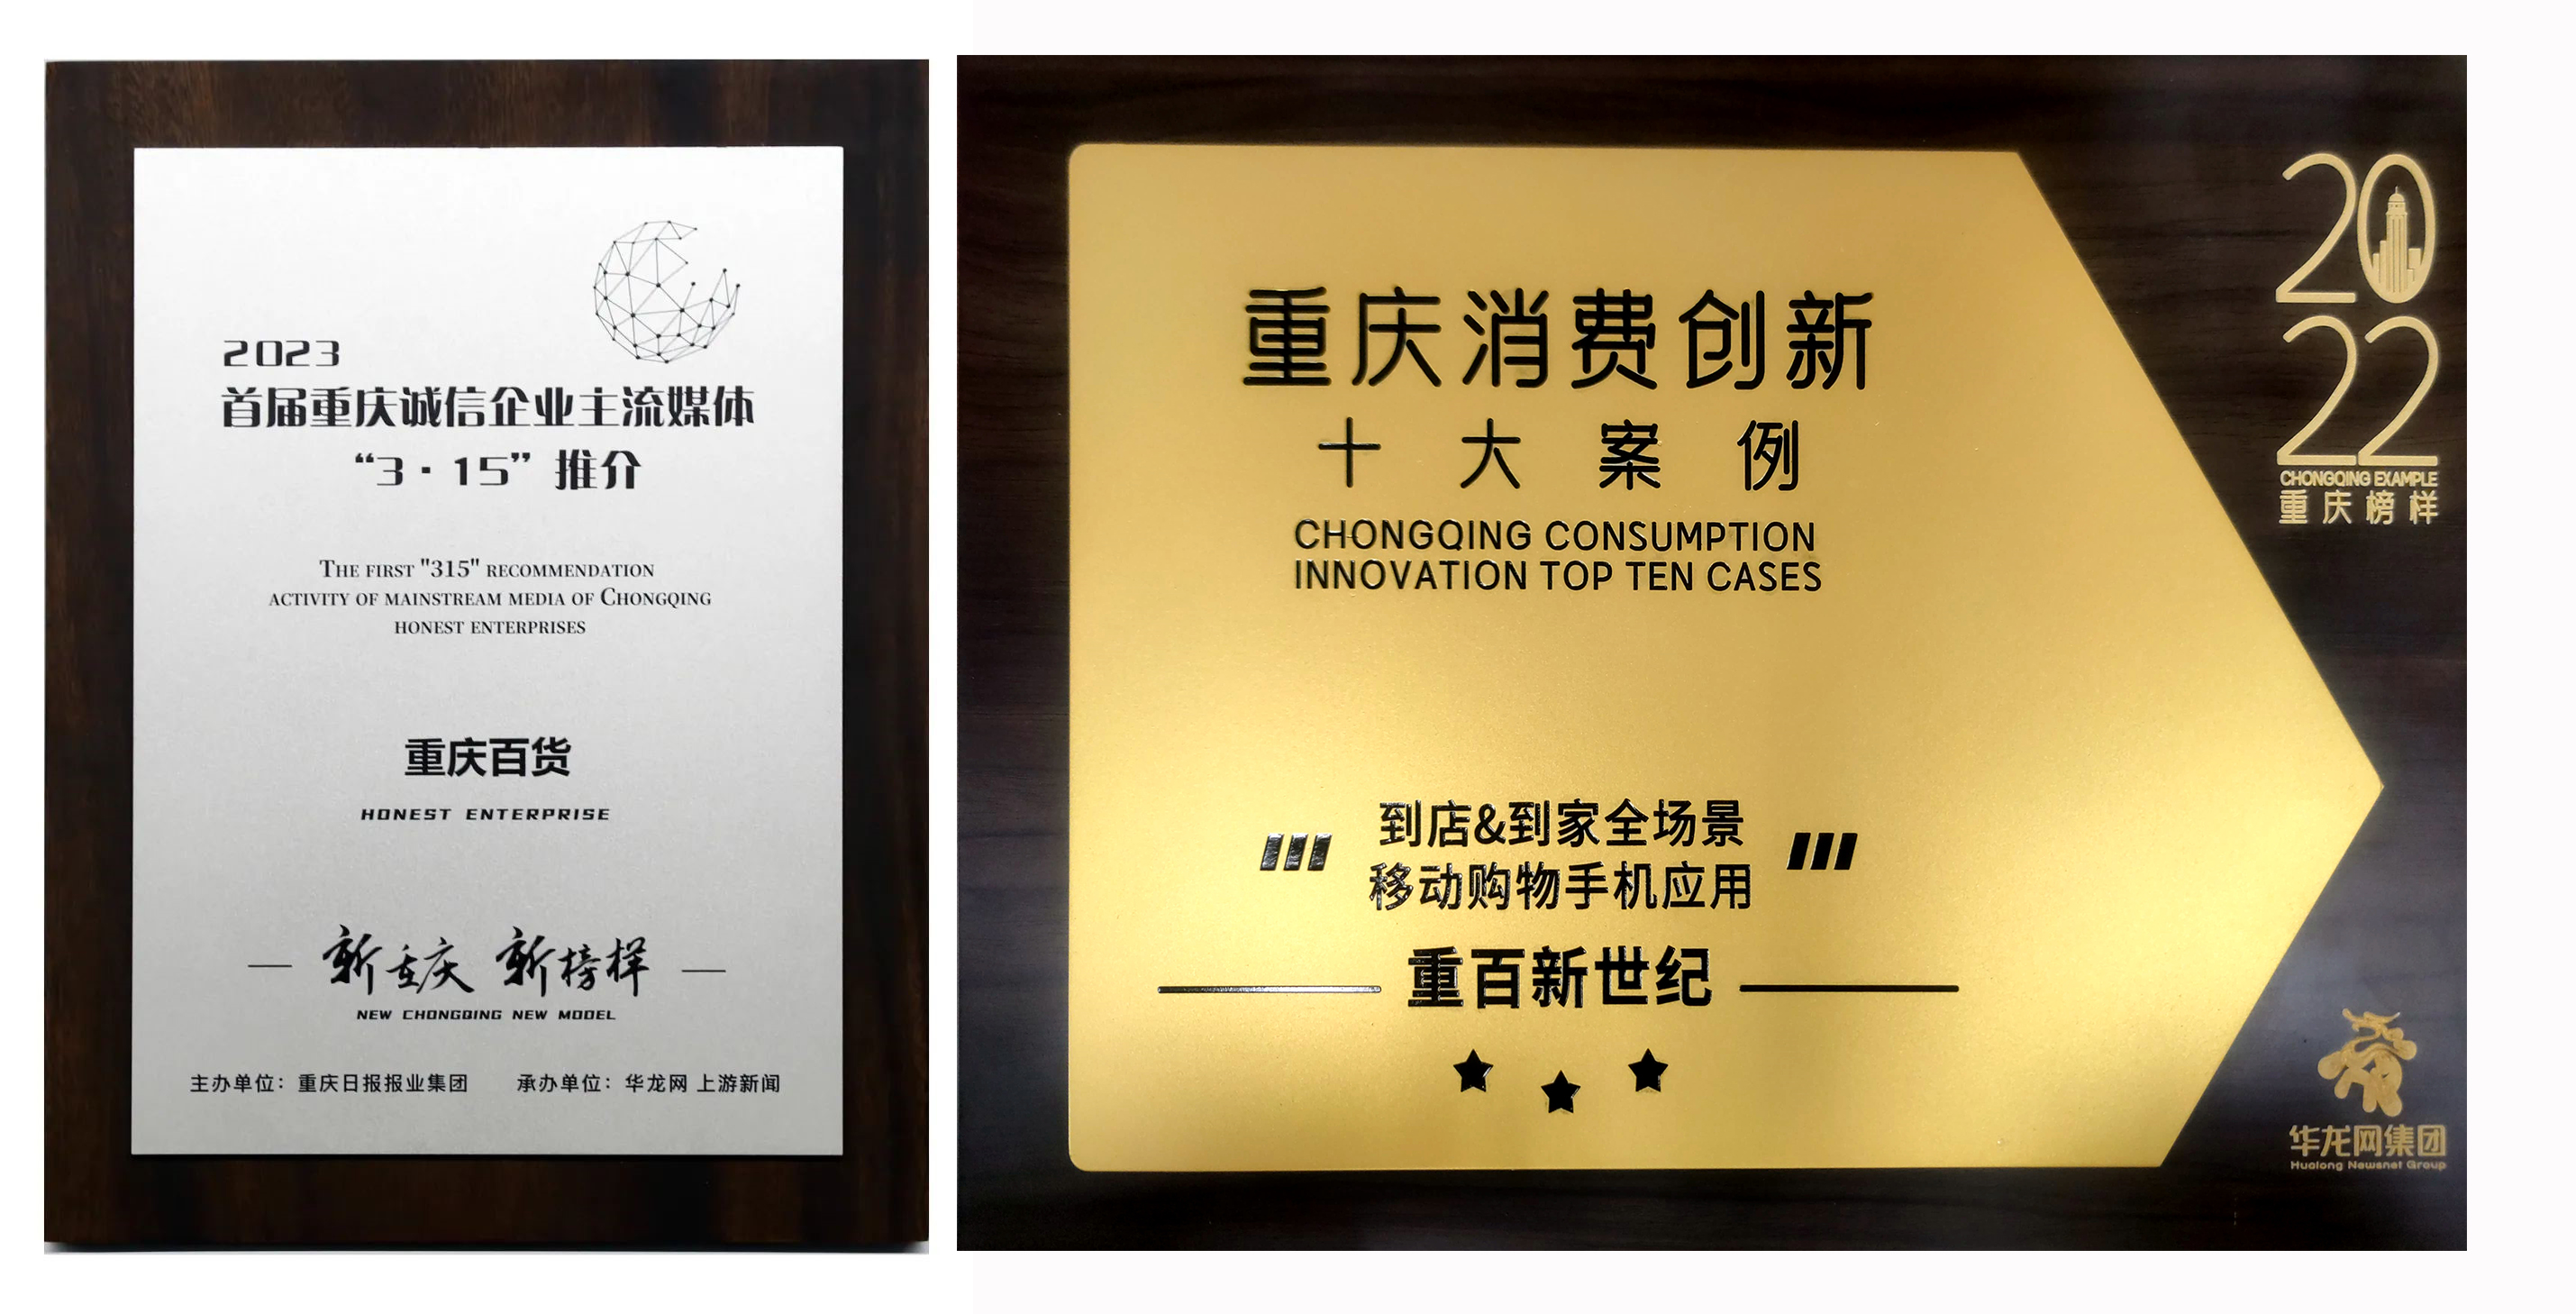 2023
首届重庆诚信企业主流媒体
“3·15”推介
THE FIRST "315" RECOMMENDATION
ACTIVITY OF MAINSTREAM MEDIA OF CHONGQING
HONEST ENTERPRISES
重庆百货
HONEST ENTERPRISE
新重庆 新榜样
NEW CHONGQING NEW MODEL
主办单位：重庆日报报业集团 承办单位：华龙网 上游新闻
重庆消费创新
十大案例
CHONGQING CONSUMPTION
INNOVATION TOP TEN CASES
到店&到家全场景
移动购物手机应用
重百新世纪
20
22
CHONGQING EXAMPLE
重庆榜样
华龙网集团
Hualong Newsnet Group